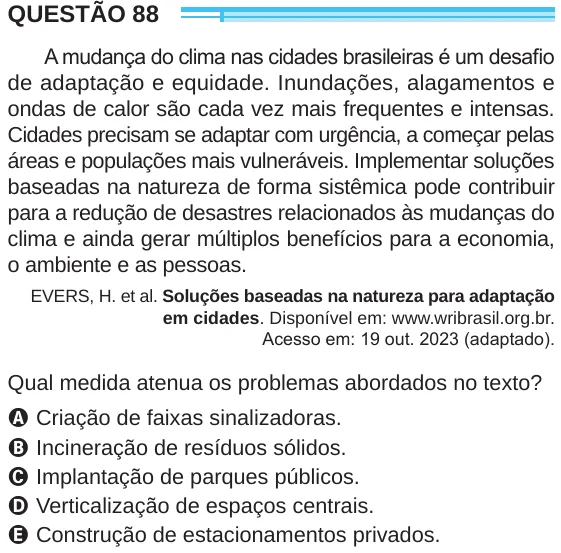 QUESTÃO 88
A mudança do clima nas cidades brasileiras é um desafio
de adaptação e equidade. Inundações, alagamentos e
ondas de calor são cada vez mais frequentes e intensas.
Cidades precisam se adaptar com urgência, a começar pelas
áreas e populações mais vulneráveis. Implementar soluções
baseadas na natureza de forma sistêmica pode contribuir
para a redução de desastres relacionados às mudanças do
clima e ainda gerar múltiplos benefícios para a economia,
o ambiente e as pessoas.
EVERS, H. et al. Soluções baseadas na natureza para adaptação
em cidades. Disponível em: www.wribrasil.org.br.
Acesso em: 19 out. 2023 (adaptado).
Qual medida atenua os problemas abordados no texto?
A Criação de faixas sinalizadoras.
B Incineração de resíduos sólidos.
C Implantação de parques públicos.
D Verticalização de espaços centrais.
E Construção de estacionamentos privados.